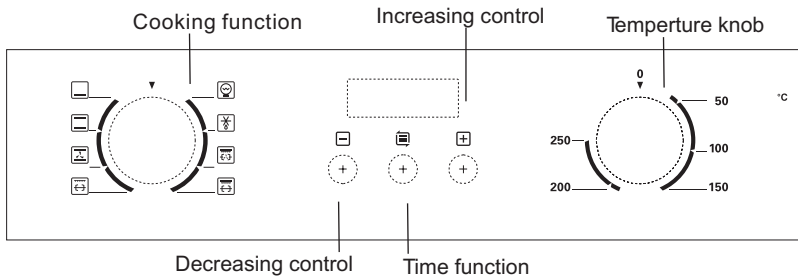 Cooking function
Increasing control
Temperture knob
0
50
°C
100
150
200
250
Decreasing control
Time function